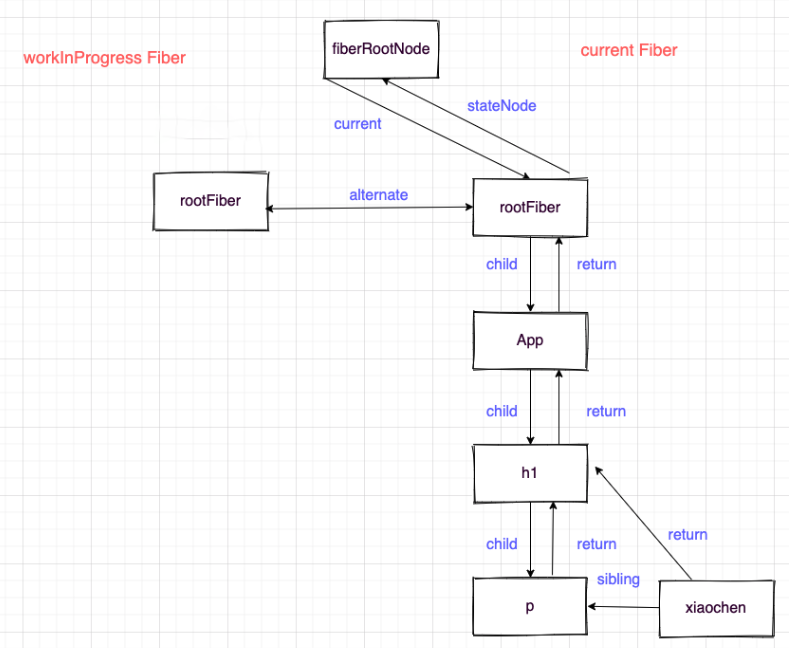 fiberRootNode
workInProgress Fiber
current Fiber
stateNode
current
rootFiber
alternate
rootFiber
child
return
App
child
return
h1
return
child
return
sibling
p
xiaochen